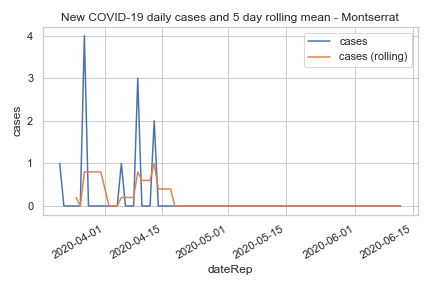 New COVID-19 daily cases and 5 day rolling mean - Montserrat
cases
cases (rolling)
cases
4
3
2
1
0
2020-04-01
2020-04-15
2020-05-01
2020-05-15
2020-06-01
2020-06-15
dateRep